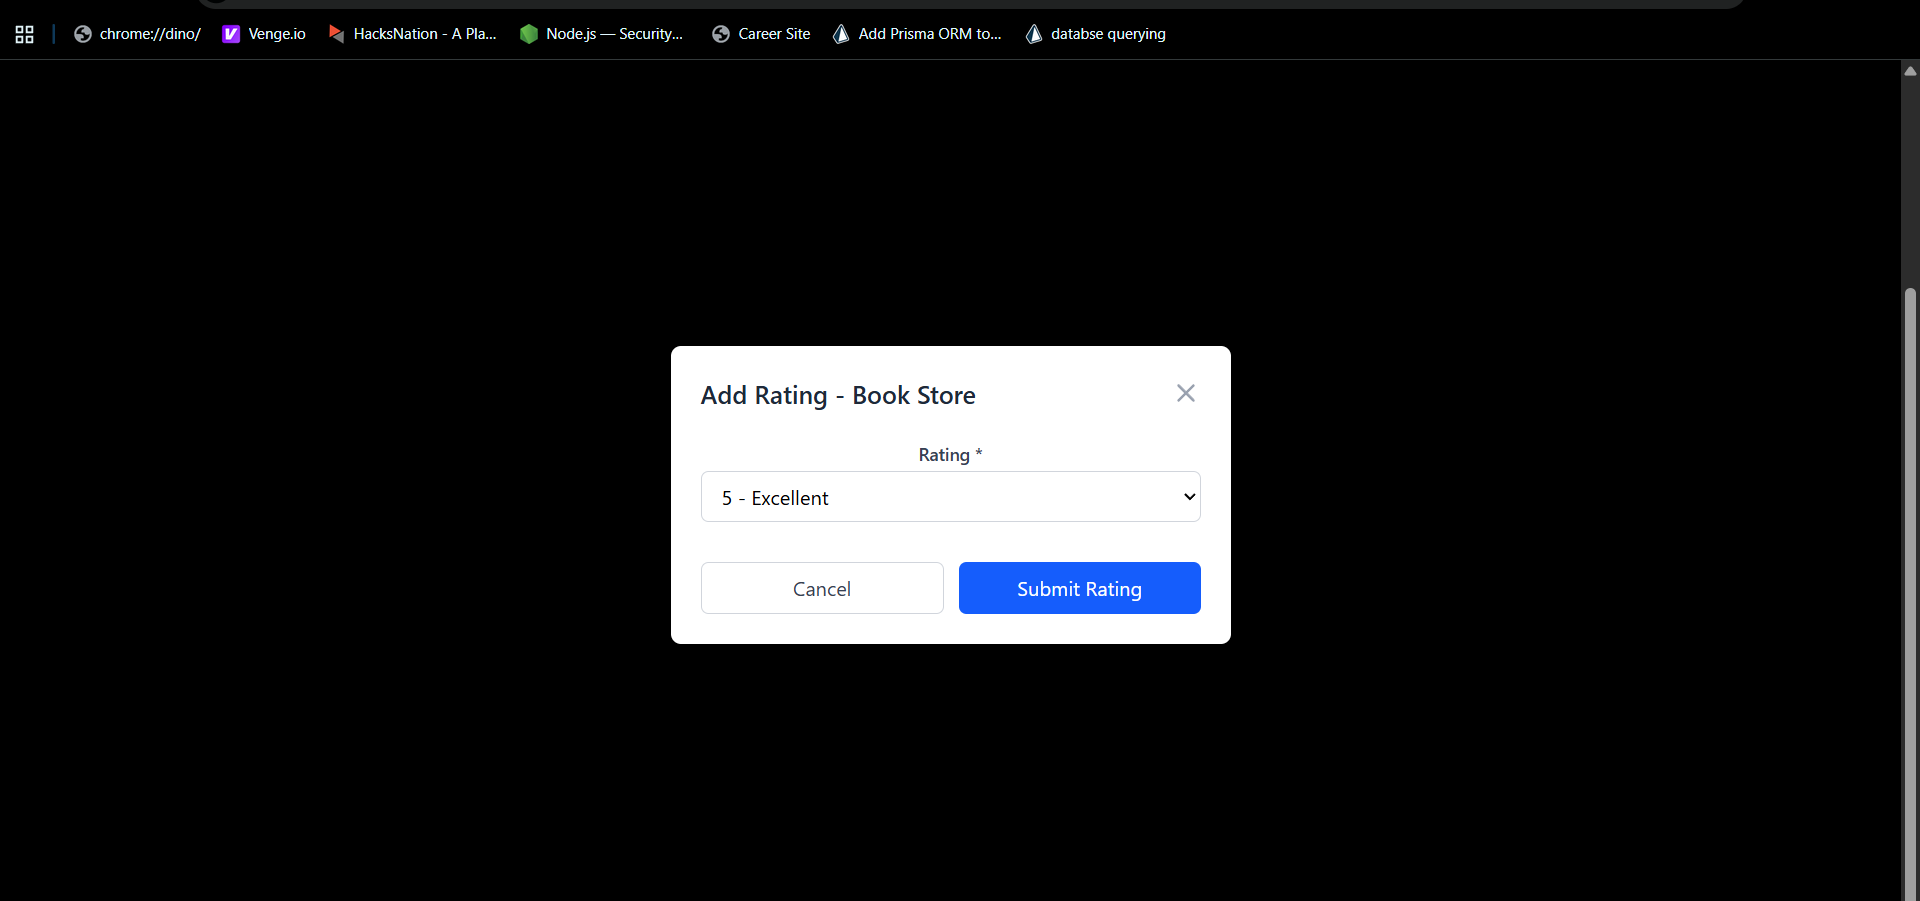 chrome://dino/ Venge.io HacksNation - A Pla... Node.js — Security... Career Site Add Prisma ORM to... databse querying
Add Rating - Book Store
Rating *
5 - Excellent
Cancel Submit Rating